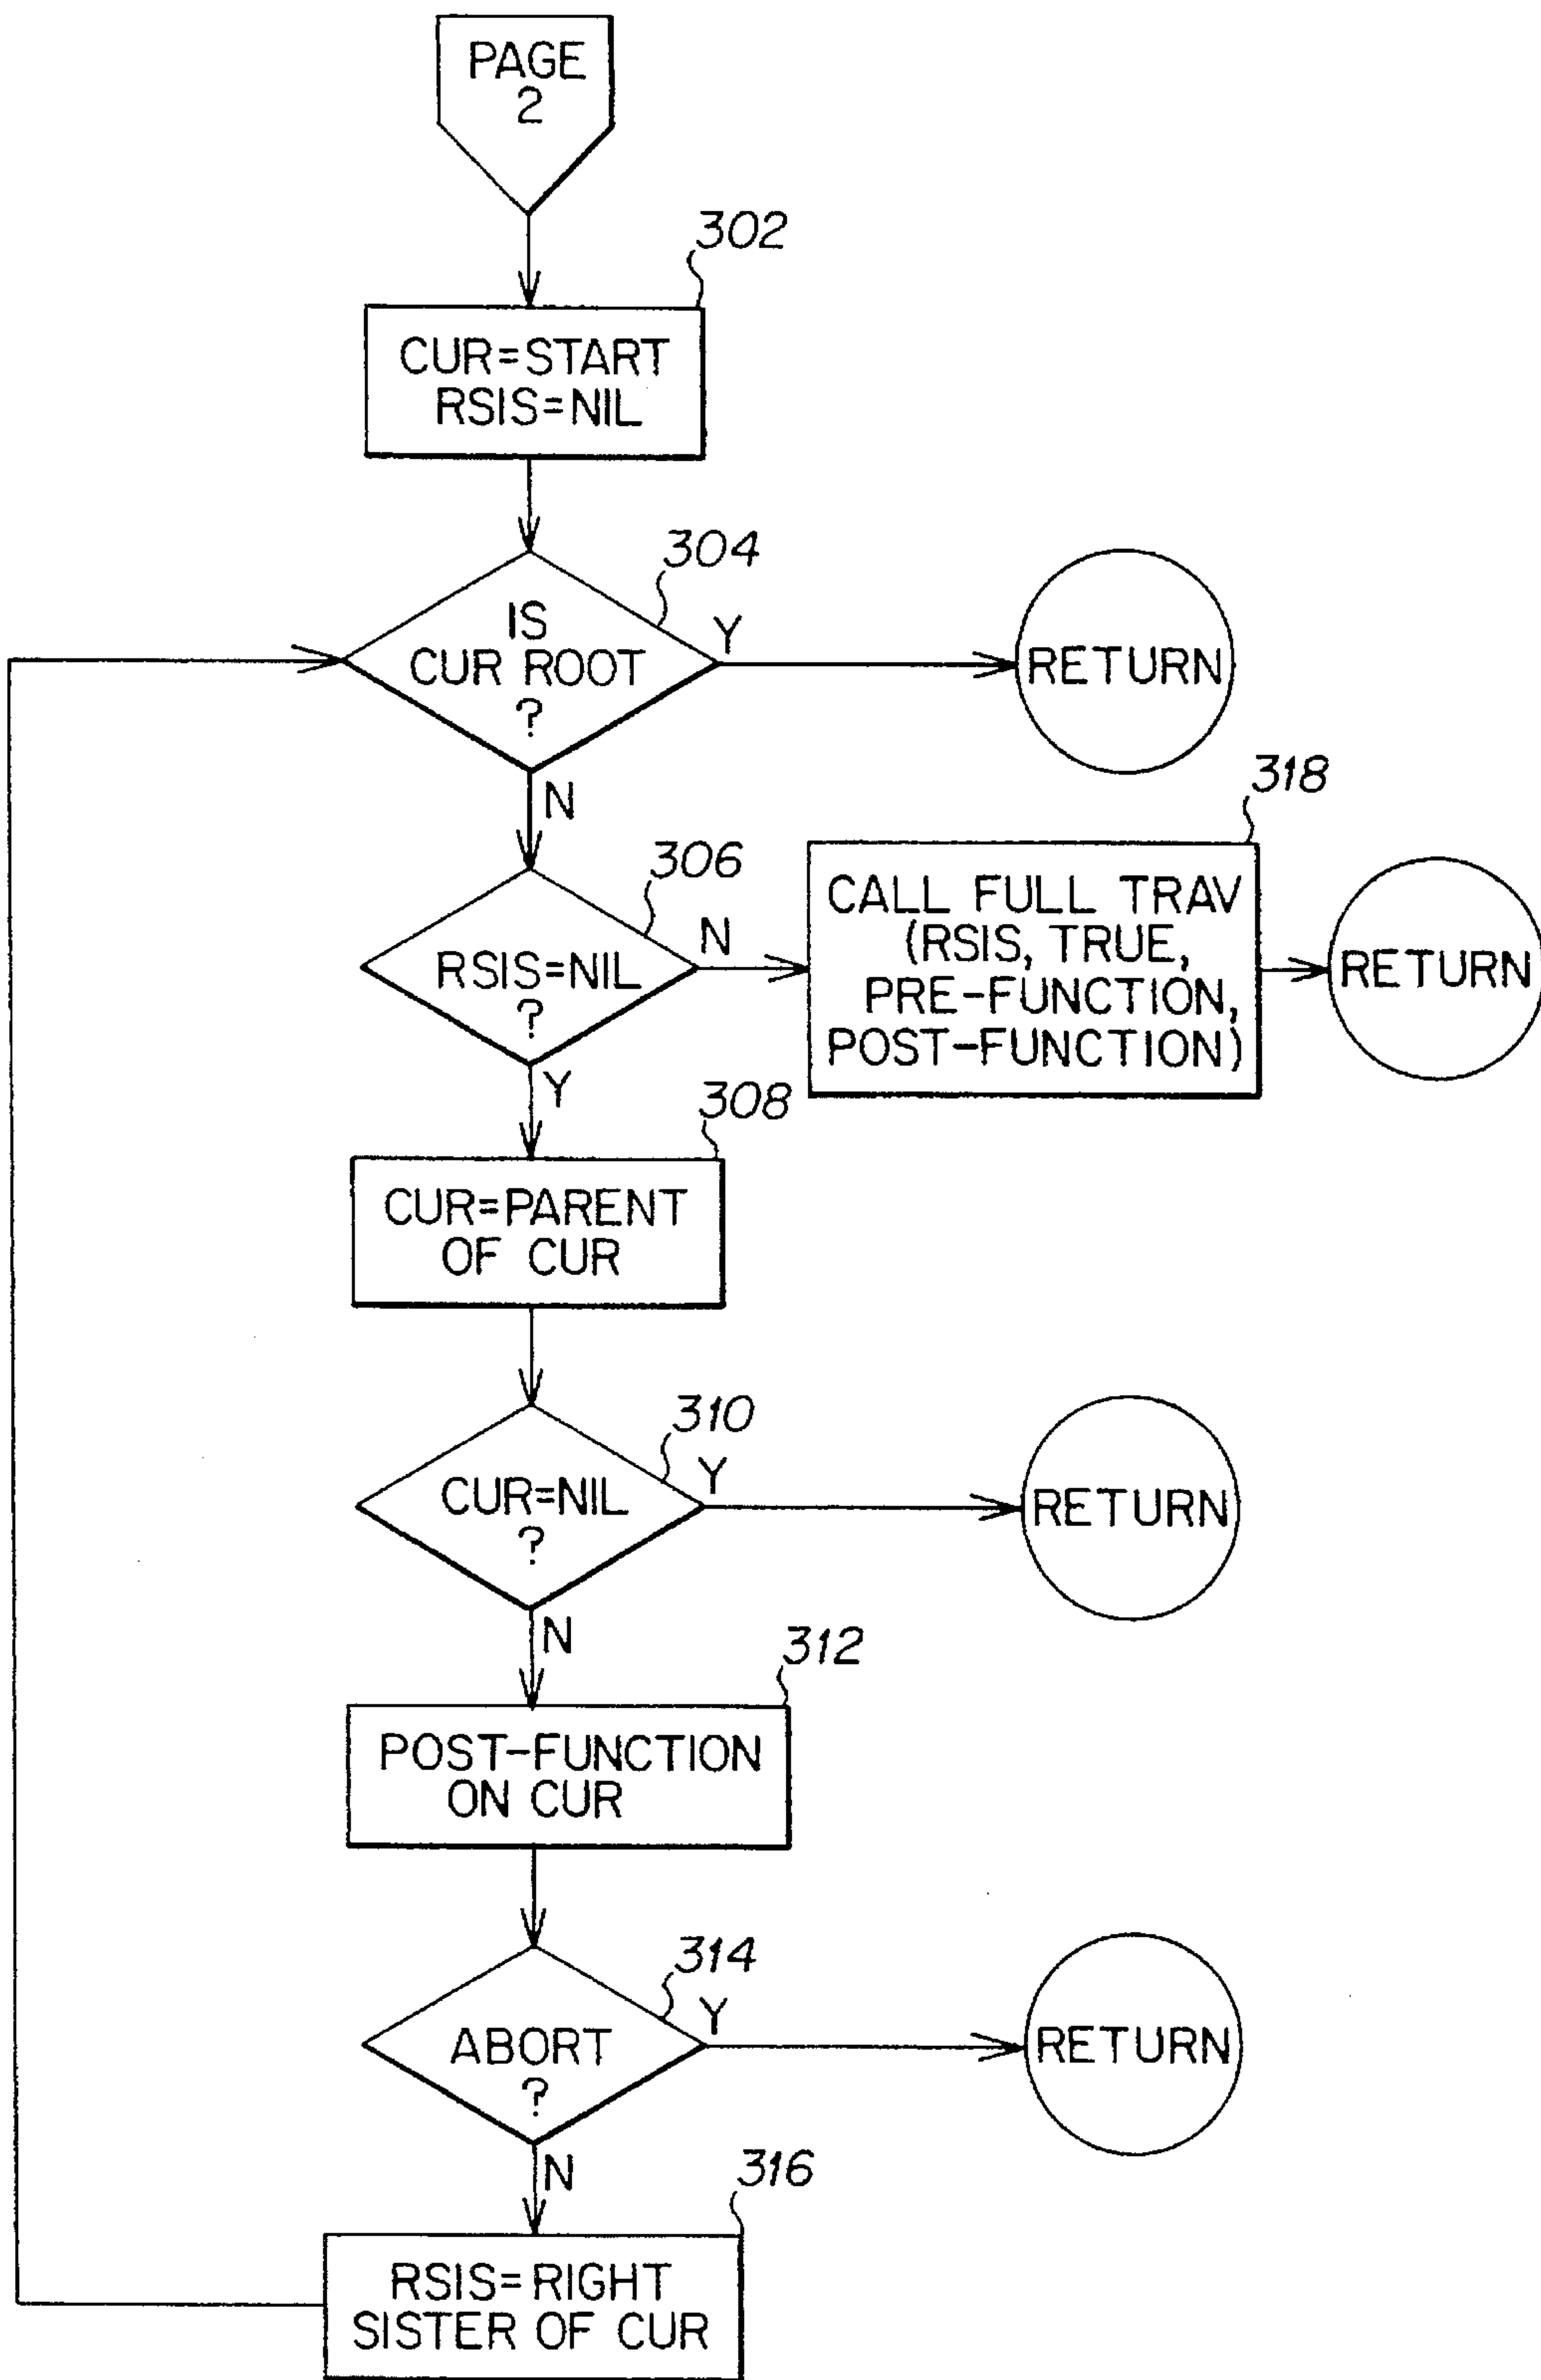 PAGE
2
302
CUR=START
RSIS=NIL
304
IS
CUR ROOT
?
Y
RETURN
N
318
306
RSIS=NIL
?
N
CALL FULL TRAV
(RSIS, TRUE,
PRE-FUNCTION,
POST-FUNCTION)
RETURN
Y
308
CUR=PARENT
OF CUR
310
CUR=NIL
?
Y
RETURN
N
312
POST-FUNCTION
ON CUR
314
ABORT
?
Y
RETURN
N
316
RSIS=RIGHT
SISTER OF CUR